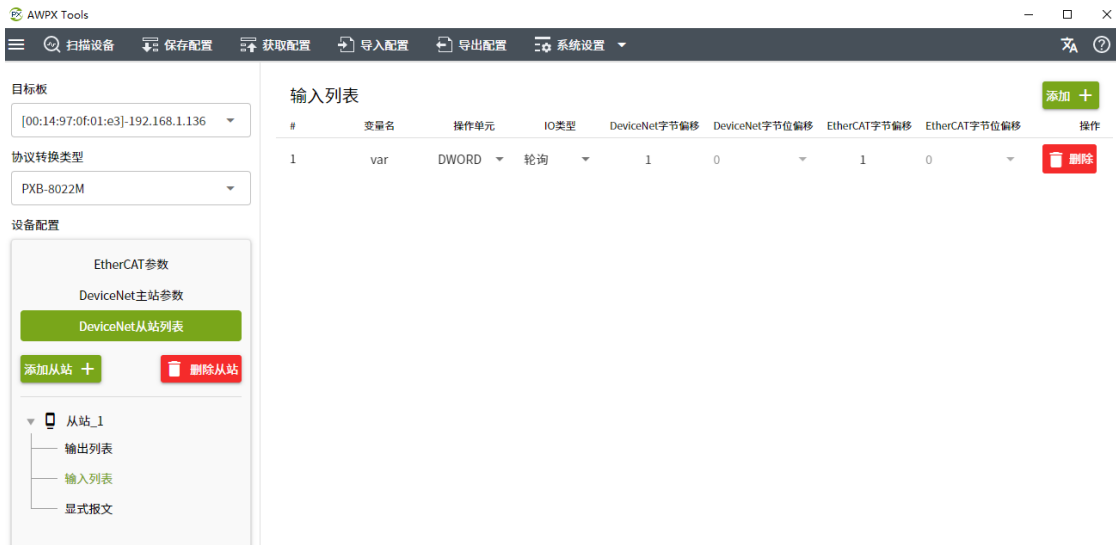 AWPX Tools
扫描设备 保存配置 获取配置 导入配置 导出配置 系统设置
目标板
[00:14:97:0f:01:e3]-192.168.1.136
协议转换类型
PXB-8022M
设备配置
EtherCAT参数
DeviceNet主站参数
DeviceNet从站列表
添加从站 删除从站
从站_1
输出列表
输入列表
显式报文
输入列表
添加
# 变量名 操作单元 IO类型 DeviceNet字节偏移 DeviceNet字节位偏移 EtherCAT字节偏移 EtherCAT字节位偏移 操作
1 var DWORD 轮询 1 0 1 0 删除